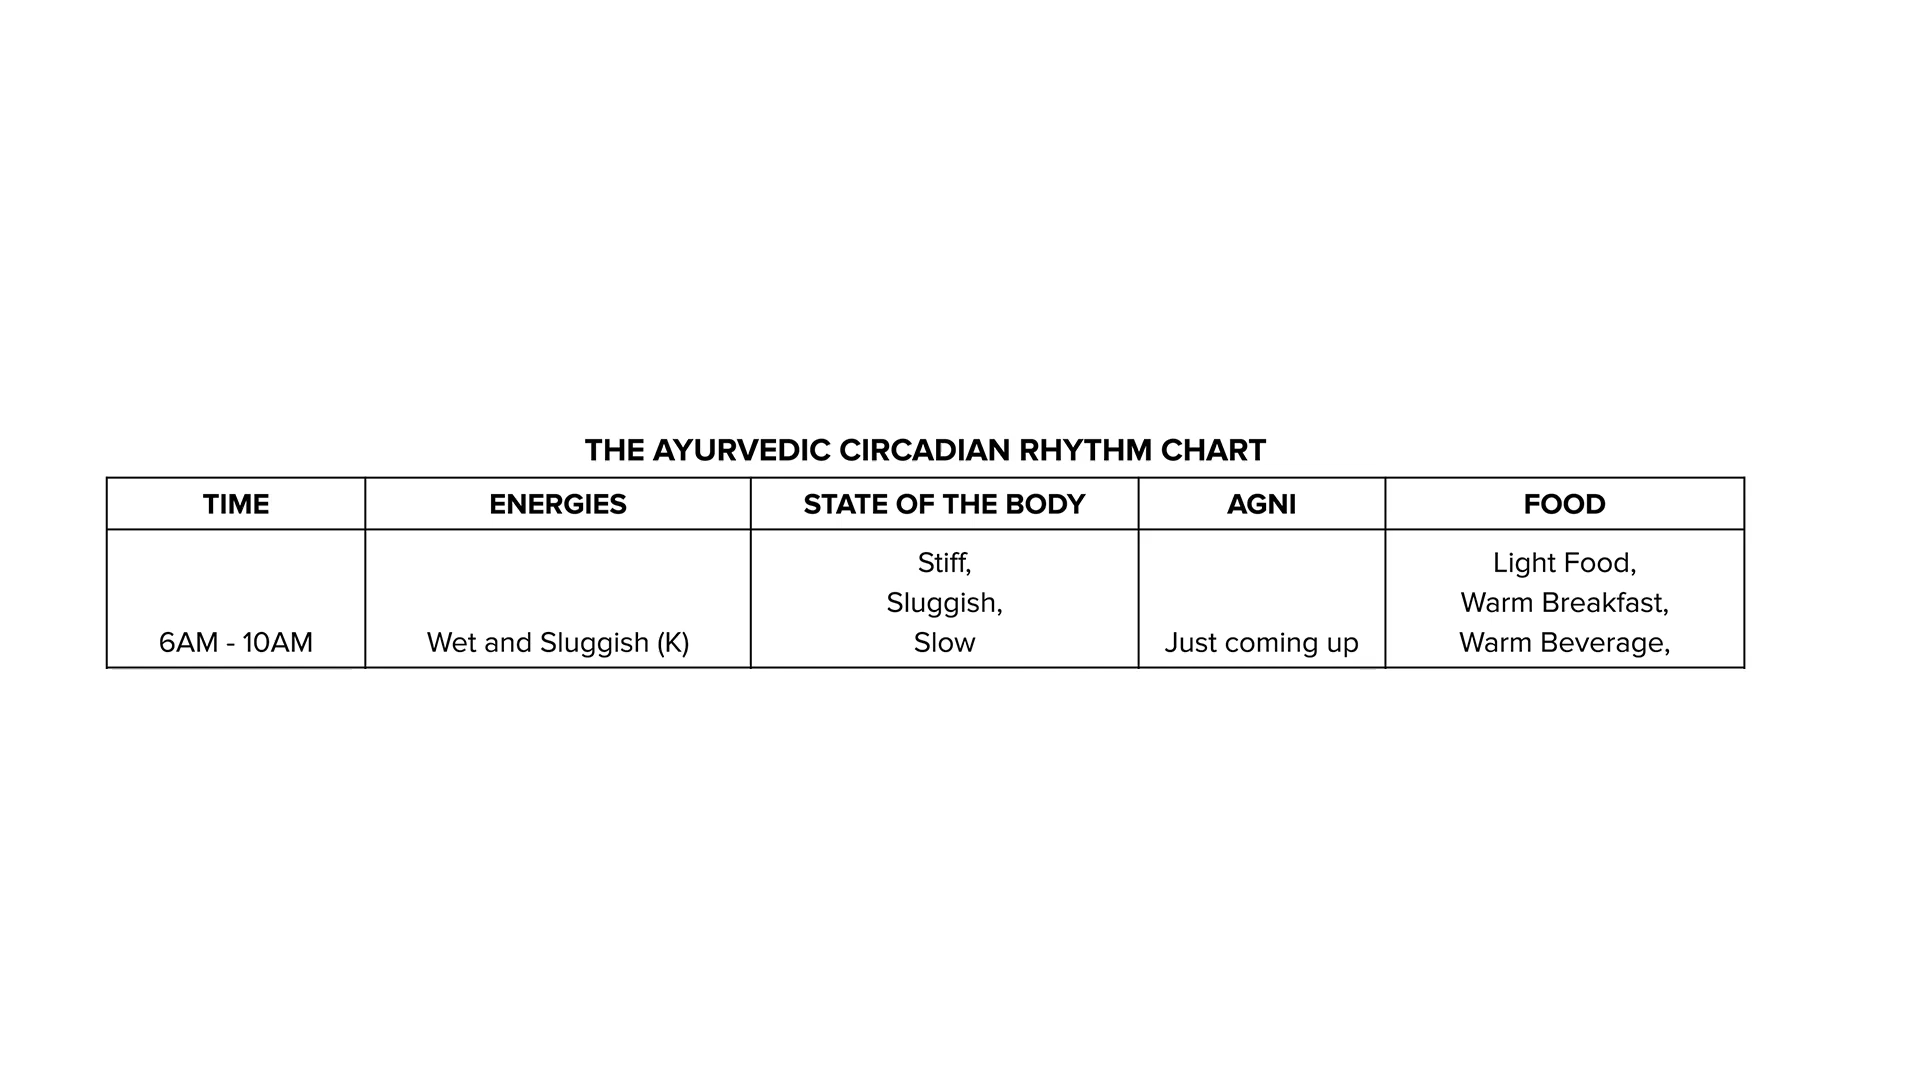 THE AYURVEDIC CIRCADIAN RHYTHM CHART
TIME ENERGIES STATE OF THE BODY AGNI FOOD
Stiff, Light Food,
Sluggish, Warm Breakfast,
6AM - 10AM Wet and Sluggish (K) Slow Just coming up Warm Beverage,